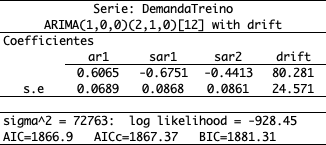 Serie: DemandaTreino
ARIMA(1,0,0)(2,1,0)[12] with drift
Coefficientes
ar1 sar1 sar2 drift
0.6065 -0.6751 -0.4413 80.281
s.e 0.0689 0.0868 0.0861 24.571
sigma^2 = 72763: log likelihood = -928.45
AIC=1866.9 AICc=1867.37 BIC=1881.31